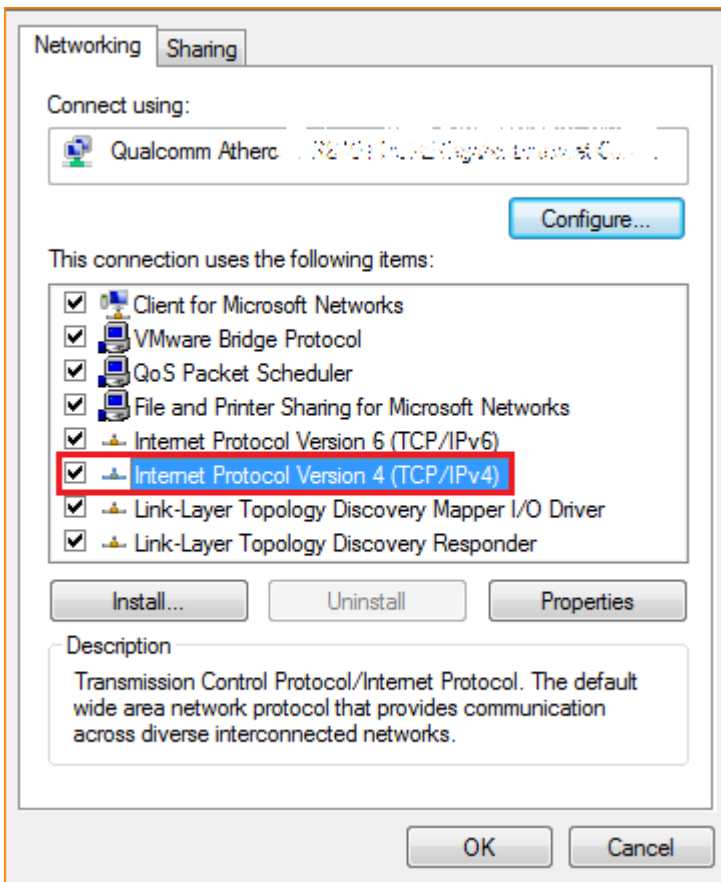 Networking
Sharing
Connect using:
Qualcomm
Configure...
This connection uses the following items:
Client for Microsoft Networks
VMware Bridge Protocol
QoS Packet Scheduler
File and Printer Sharing for Microsoft Networks
Internet Protocol Version 6 (TCP/IPv6)
Internet Protocol Version 4 (TCP/IPv4)
Link-Layer Topology Discovery Mapper I/O Driver
Link-Layer Topology Discovery Responder
Install...
Uninstall
Properties
Description
Transmission Control Protocol/Internet Protocol. The default
wide area network protocol that provides communication
across diverse interconnected networks.
OK
Cancel